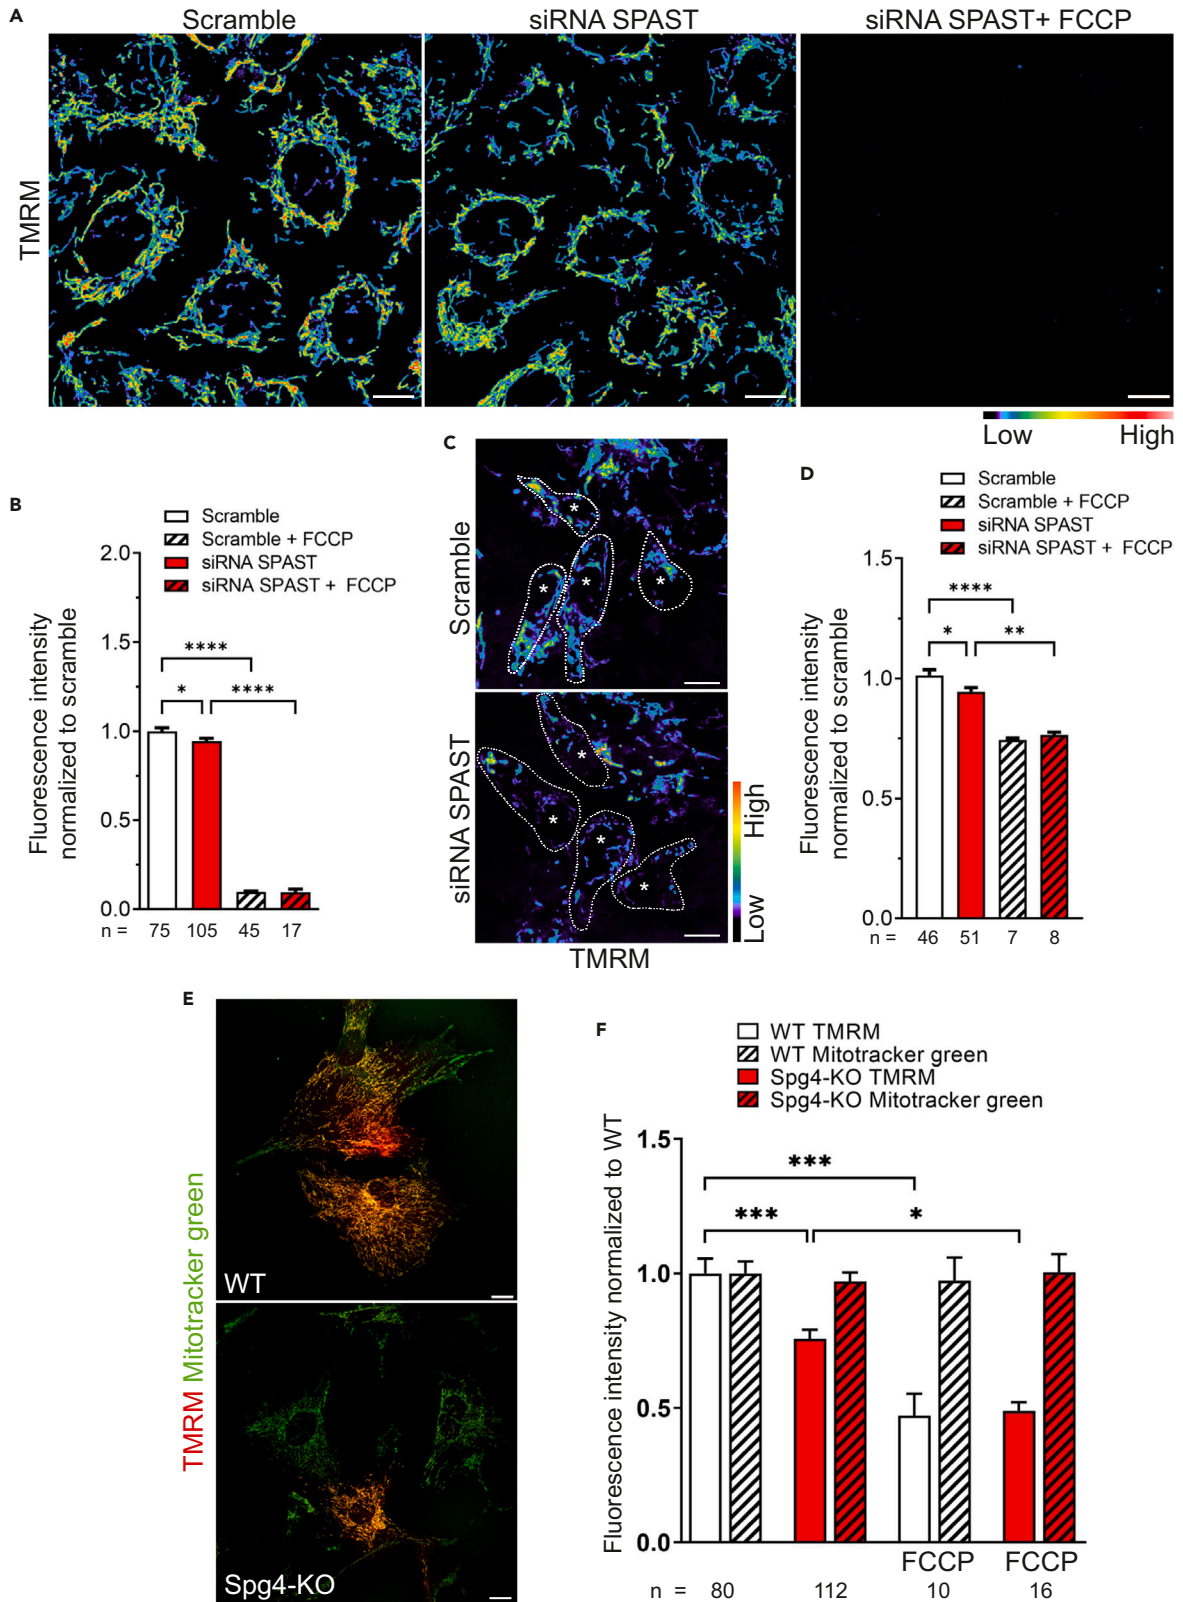 A
Scramble
siRNA SPAST
siRNA SPAST+ FCCP
TMRM
Low
High
B
Scramble
Scramble + FCCP
siRNA SPAST
siRNA SPAST + FCCP
Fluorescence intensity
normalized to scramble
2.0
1.5
1.0
0.5
0.0
****
*
****
n =
75
105
45
17
C
Scramble
*
*
*
*
siRNA SPAST
*
*
*
*
High
Low
TMRM
D
Scramble
Scramble + FCCP
siRNA SPAST
siRNA SPAST + FCCP
Fluorescence intensity
normalized to scramble
1.5
1.0
0.5
0.0
****
*
**
n =
46
51
7
8
E
TMRM Mitotracker green
WT
Spg4-KO
F
WT TMRM
WT Mitotracker green
Spg4-KO TMRM
Spg4-KO Mitotracker green
Fluorescence intensity normalized to WT
1.5
1.0
0.5
0.0
***
***
*
FCCP
FCCP
n =
80
112
10
16